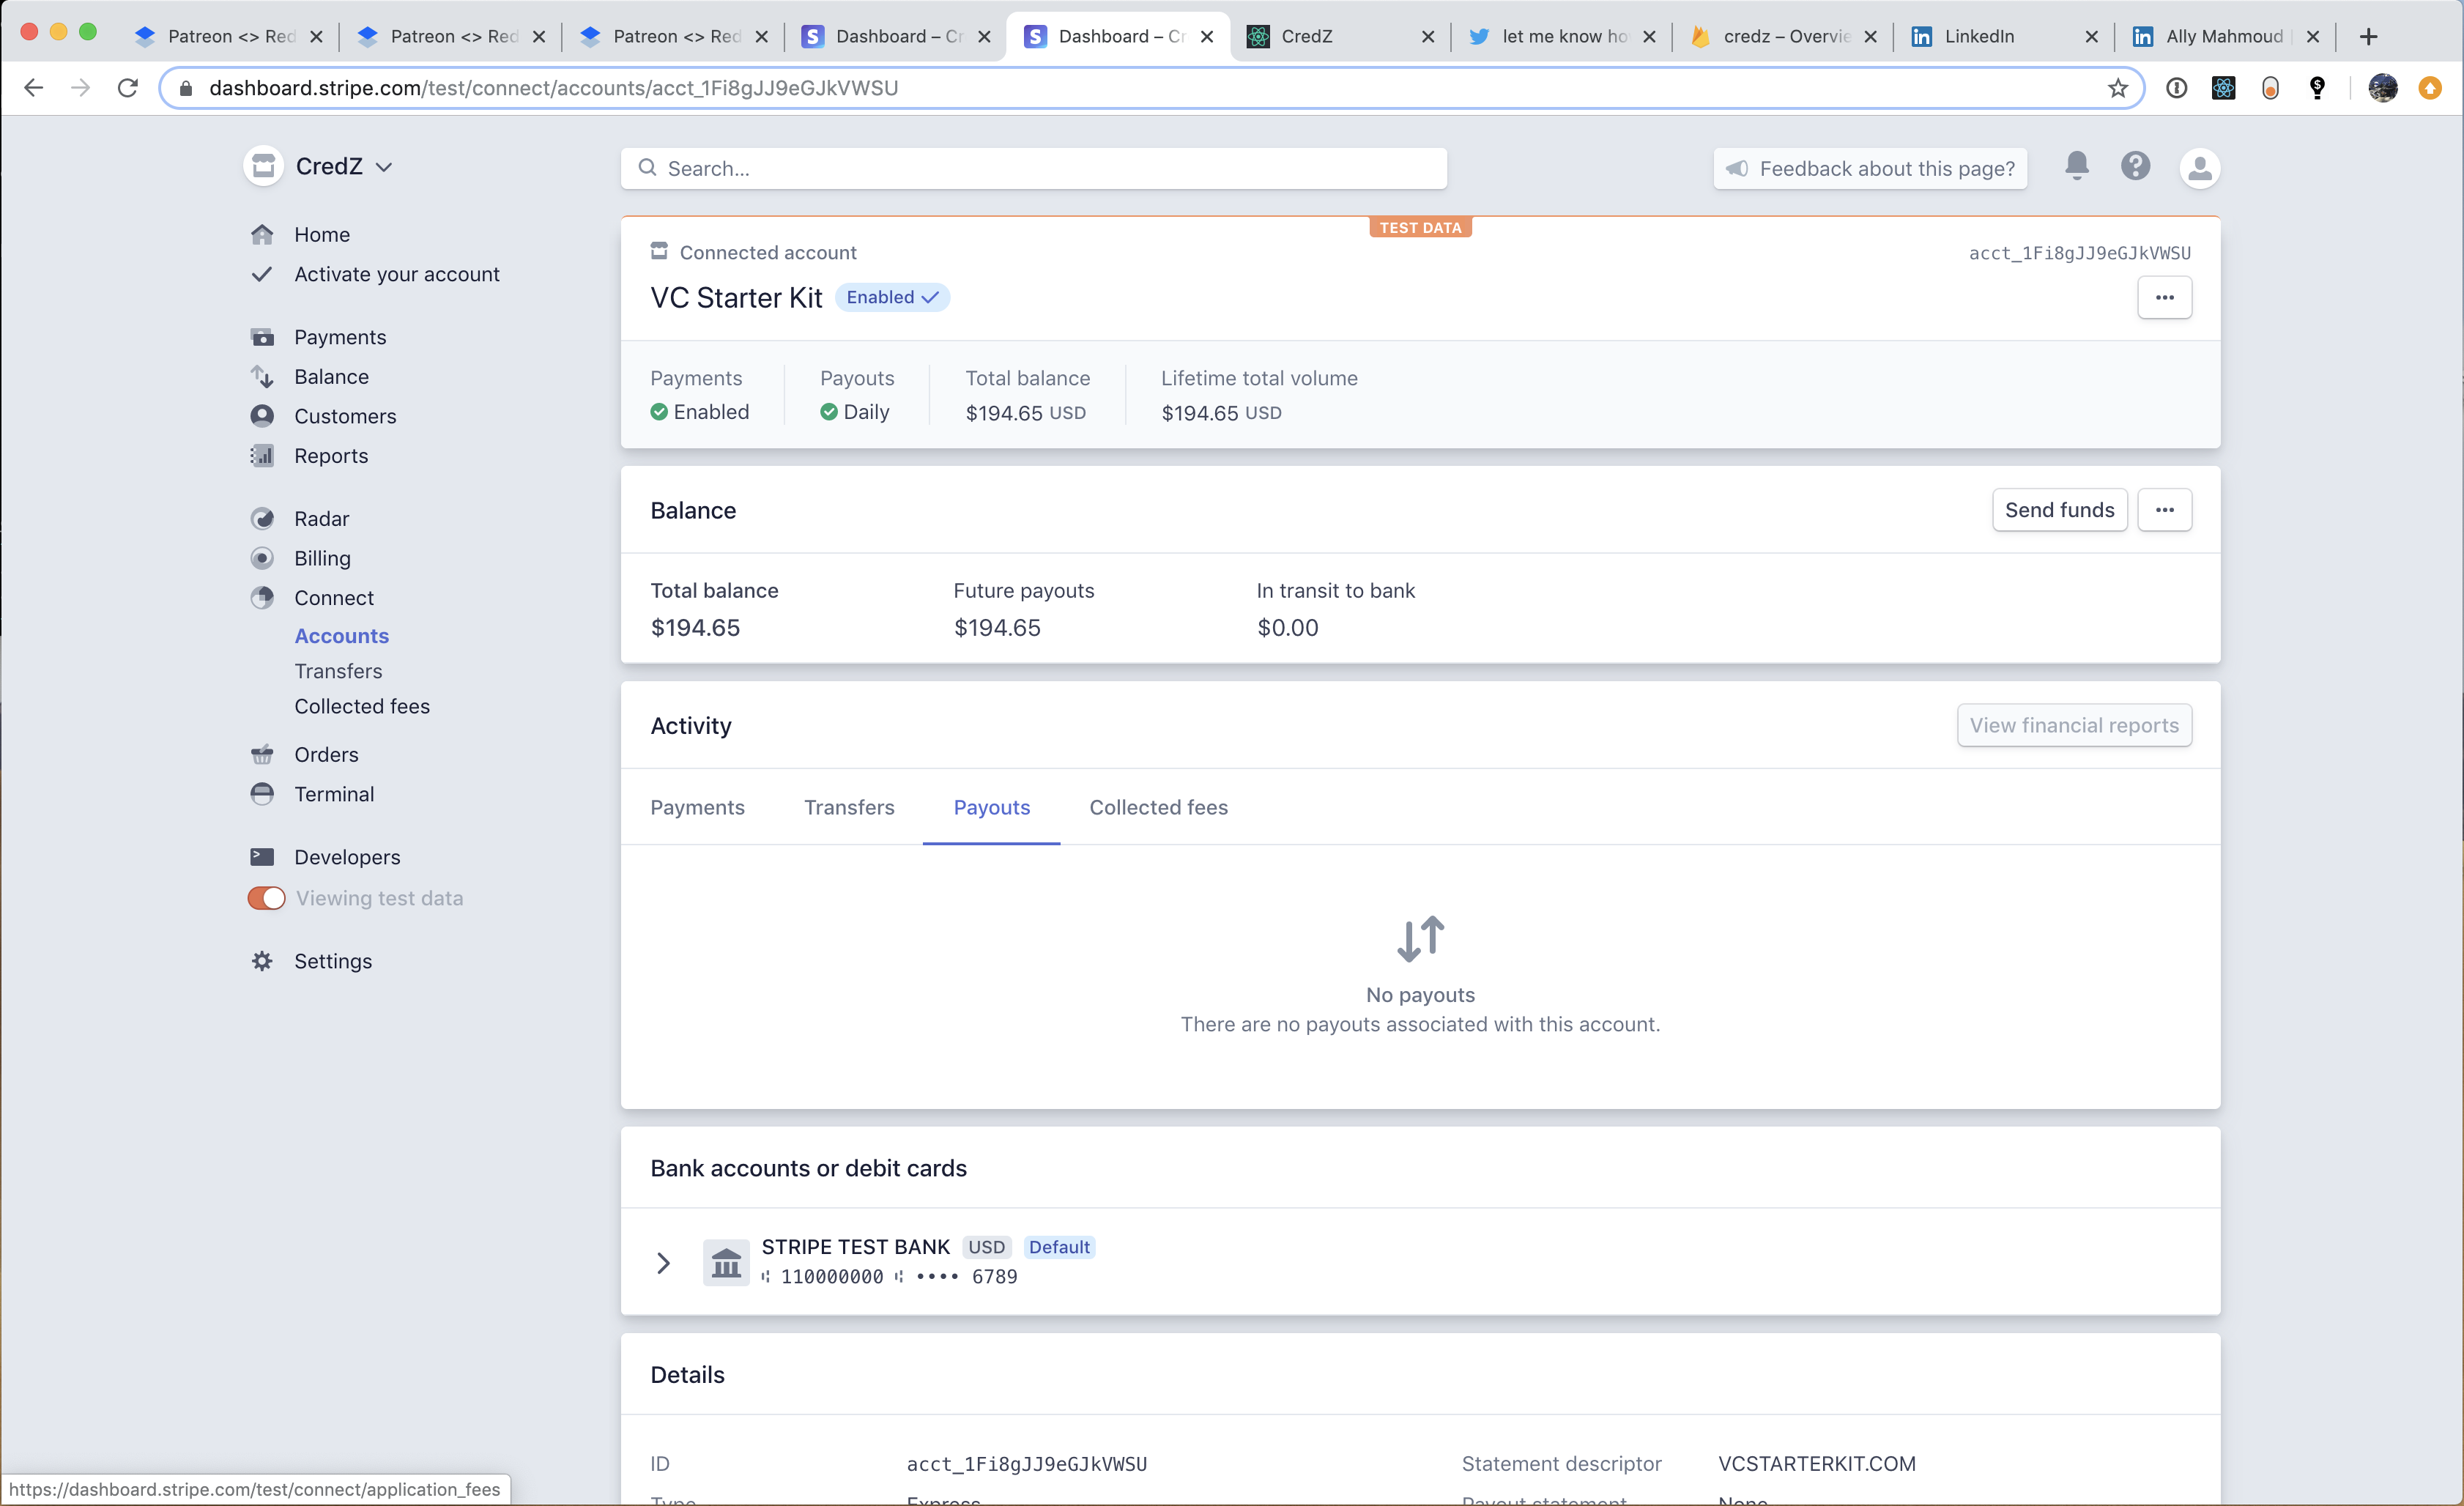 Patreon <> Red
Patreon <> Red
Patreon <> Red
Dashboard – Cr
Dashboard – Cr
CredZ
let me know ho
credz – Overvie
LinkedIn
Ally Mahmoud
dashboard.stripe.com/test/connect/accounts/acct_1Fi8gJJ9eGJkVWSU
CredZ
Search...
Feedback about this page?
Home
Activate your account
Payments
Balance
Customers
Reports
Radar
Billing
Connect
Accounts
Transfers
Collected fees
Orders
Terminal
Developers
Viewing test data
Settings
TEST DATA
Connected account
acct_1Fi8gJJ9eGJkVWSU
VC Starter Kit Enabled
Payments Payouts Total balance Lifetime total volume
Enabled Daily $194.65 USD $194.65 USD
Balance
Send funds
Total balance Future payouts In transit to bank
$194.65 $194.65 $0.00
Activity
View financial reports
Payments Transfers Payouts Collected fees
No payouts
There are no payouts associated with this account.
Bank accounts or debit cards
STRIPE TEST BANK USD Default
⑆ 110000000 ⑆ •••• 6789
Details
ID acct_1Fi8gJJ9eGJkVWSU Statement descriptor VCSTARTERKIT.COM
Type Express Payout statement None
https://dashboard.stripe.com/test/connect/application_fees